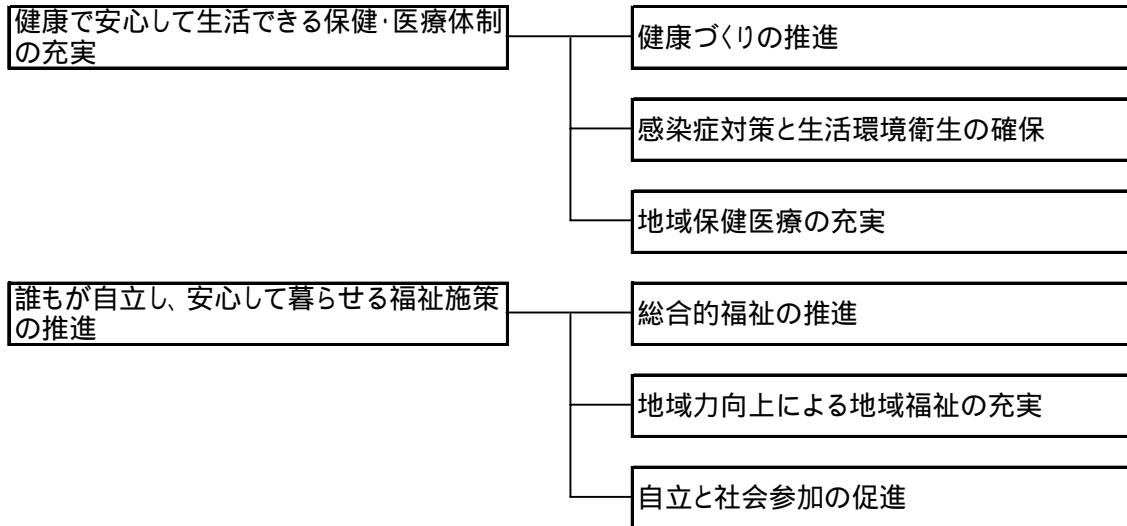 健康で安心して生活できる保健・医療体制
の充実
健康づくりの推進
感染症対策と生活環境衛生の確保
地域保健医療の充実
誰もが自立し、安心して暮らせる福祉施策
の推進
総合的福祉の推進
地域力向上による地域福祉の充実
自立と社会参加の促進